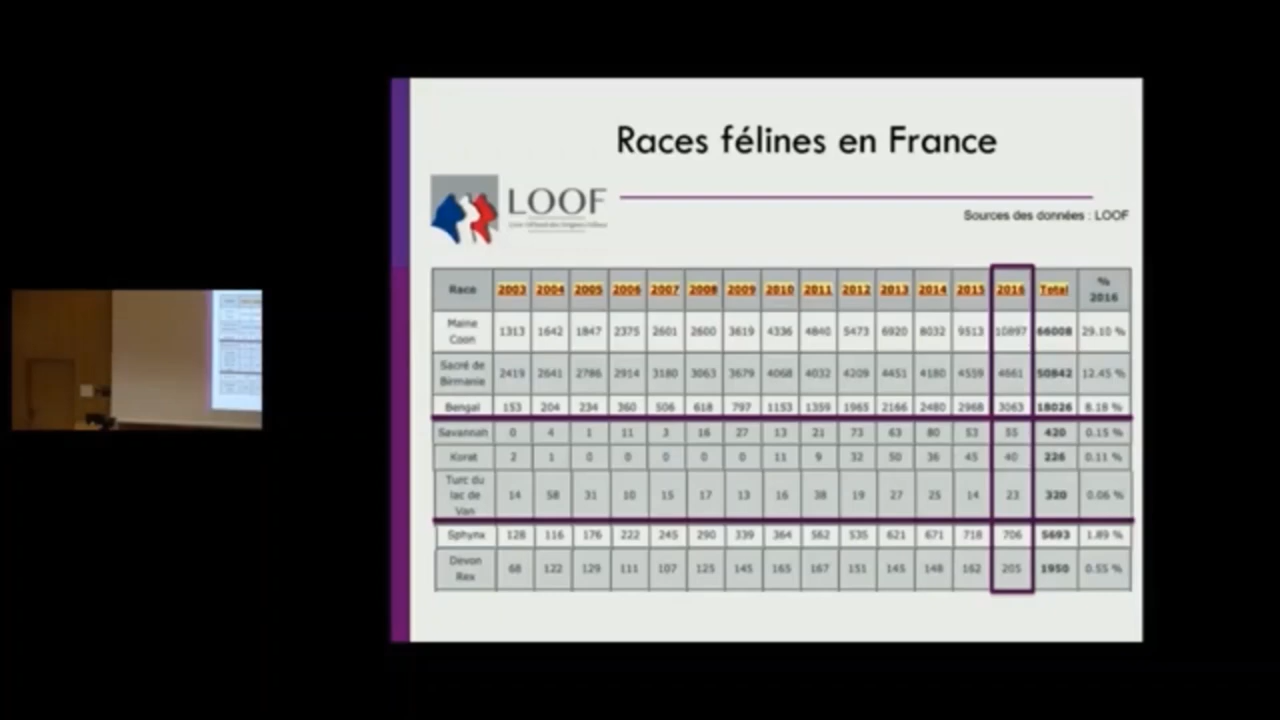 Races félines en France
LOOF
Sources des données : LOOF
Race 2003 2004 2005 2006 2007 2008 2009 2010 2011 2012 2013 2014 2015 2016 Total % 2016
Maine Coon 1313 1642 1847 2375 2601 2600 3619 4336 4840 5473 6920 8032 9513 10897 66008 29.10 %
Sacré de Birmanie 2419 2641 2786 2914 3180 3063 3679 4068 4032 4209 4451 4180 4559 4661 50842 12.45 %
Bengal 153 204 234 360 506 618 797 1153 1359 1965 2166 2480 2968 3063 18026 8.18 %
Savannah 0 4 1 11 3 16 27 13 21 73 63 80 53 55 420 0.15 %
Korat 2 1 0 0 0 0 0 11 9 32 50 36 45 40 226 0.11 %
Turc du lac de Van 14 58 31 10 15 17 13 16 38 19 27 25 14 23 320 0.06 %
Sphynx 128 116 176 222 245 290 339 364 562 535 621 671 718 706 5693 1.89 %
Devon Rex 68 122 129 111 107 125 145 165 167 151 145 148 162 205 1950 0.55 %